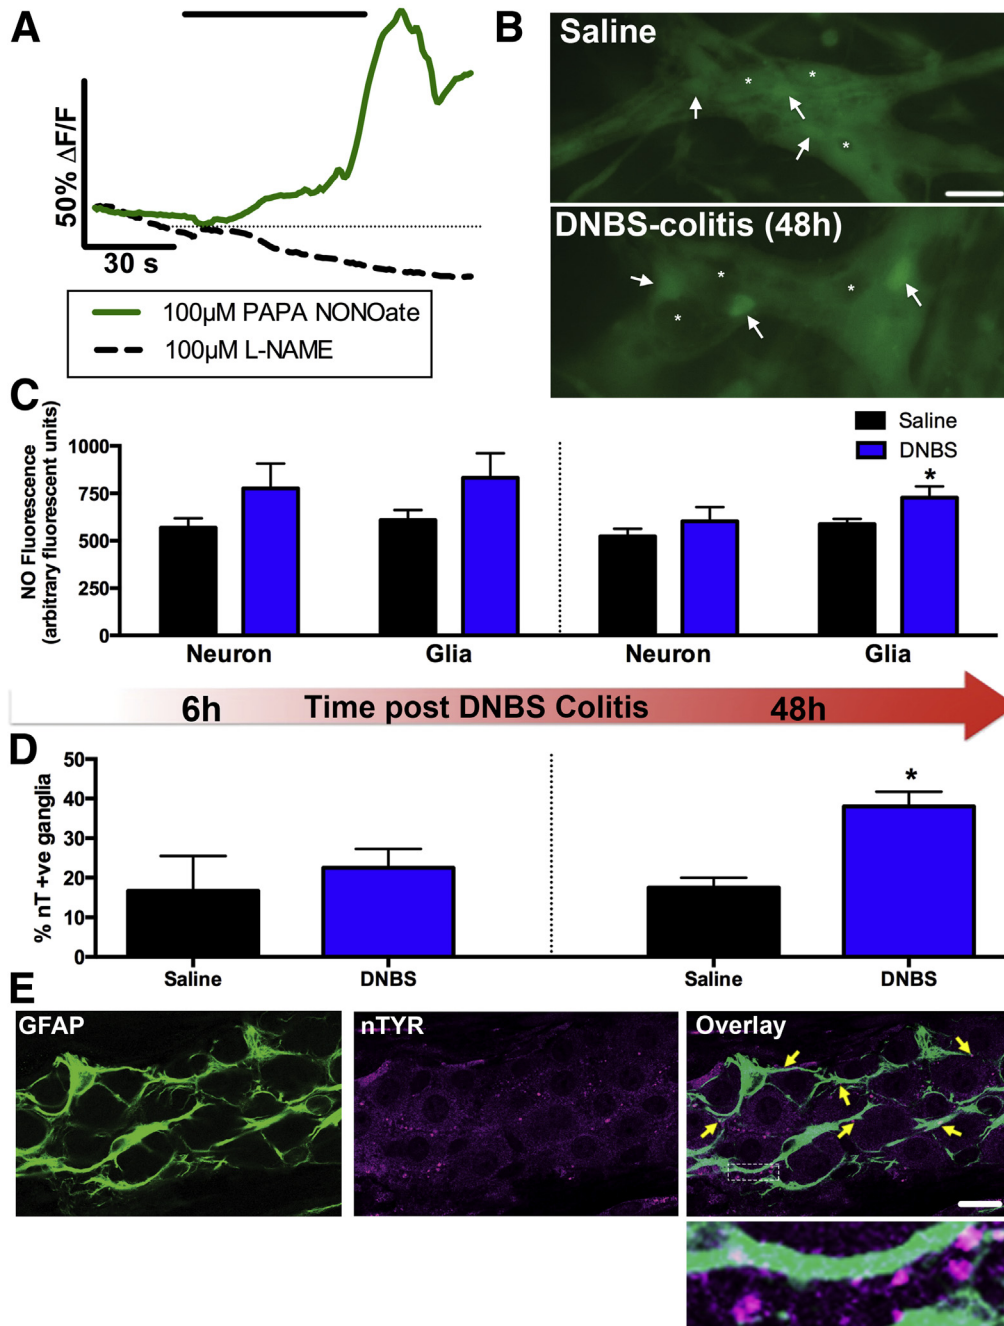 A
50% ΔF/F
30 s
100µM PAPA NONOate
100µM L-NAME
B
Saline
* * *
DNBS-colitis (48h)
* * *
C
NO Fluorescence
(arbitrary fluorescent units)
1000
750
500
250
0
Saline
DNBS
*
Neuron Glia Neuron Glia
6h Time post DNBS Colitis 48h
D
% nT +ve ganglia
50
40
30
20
10
0
*
Saline DNBS Saline DNBS
E
GFAP nTYR Overlay